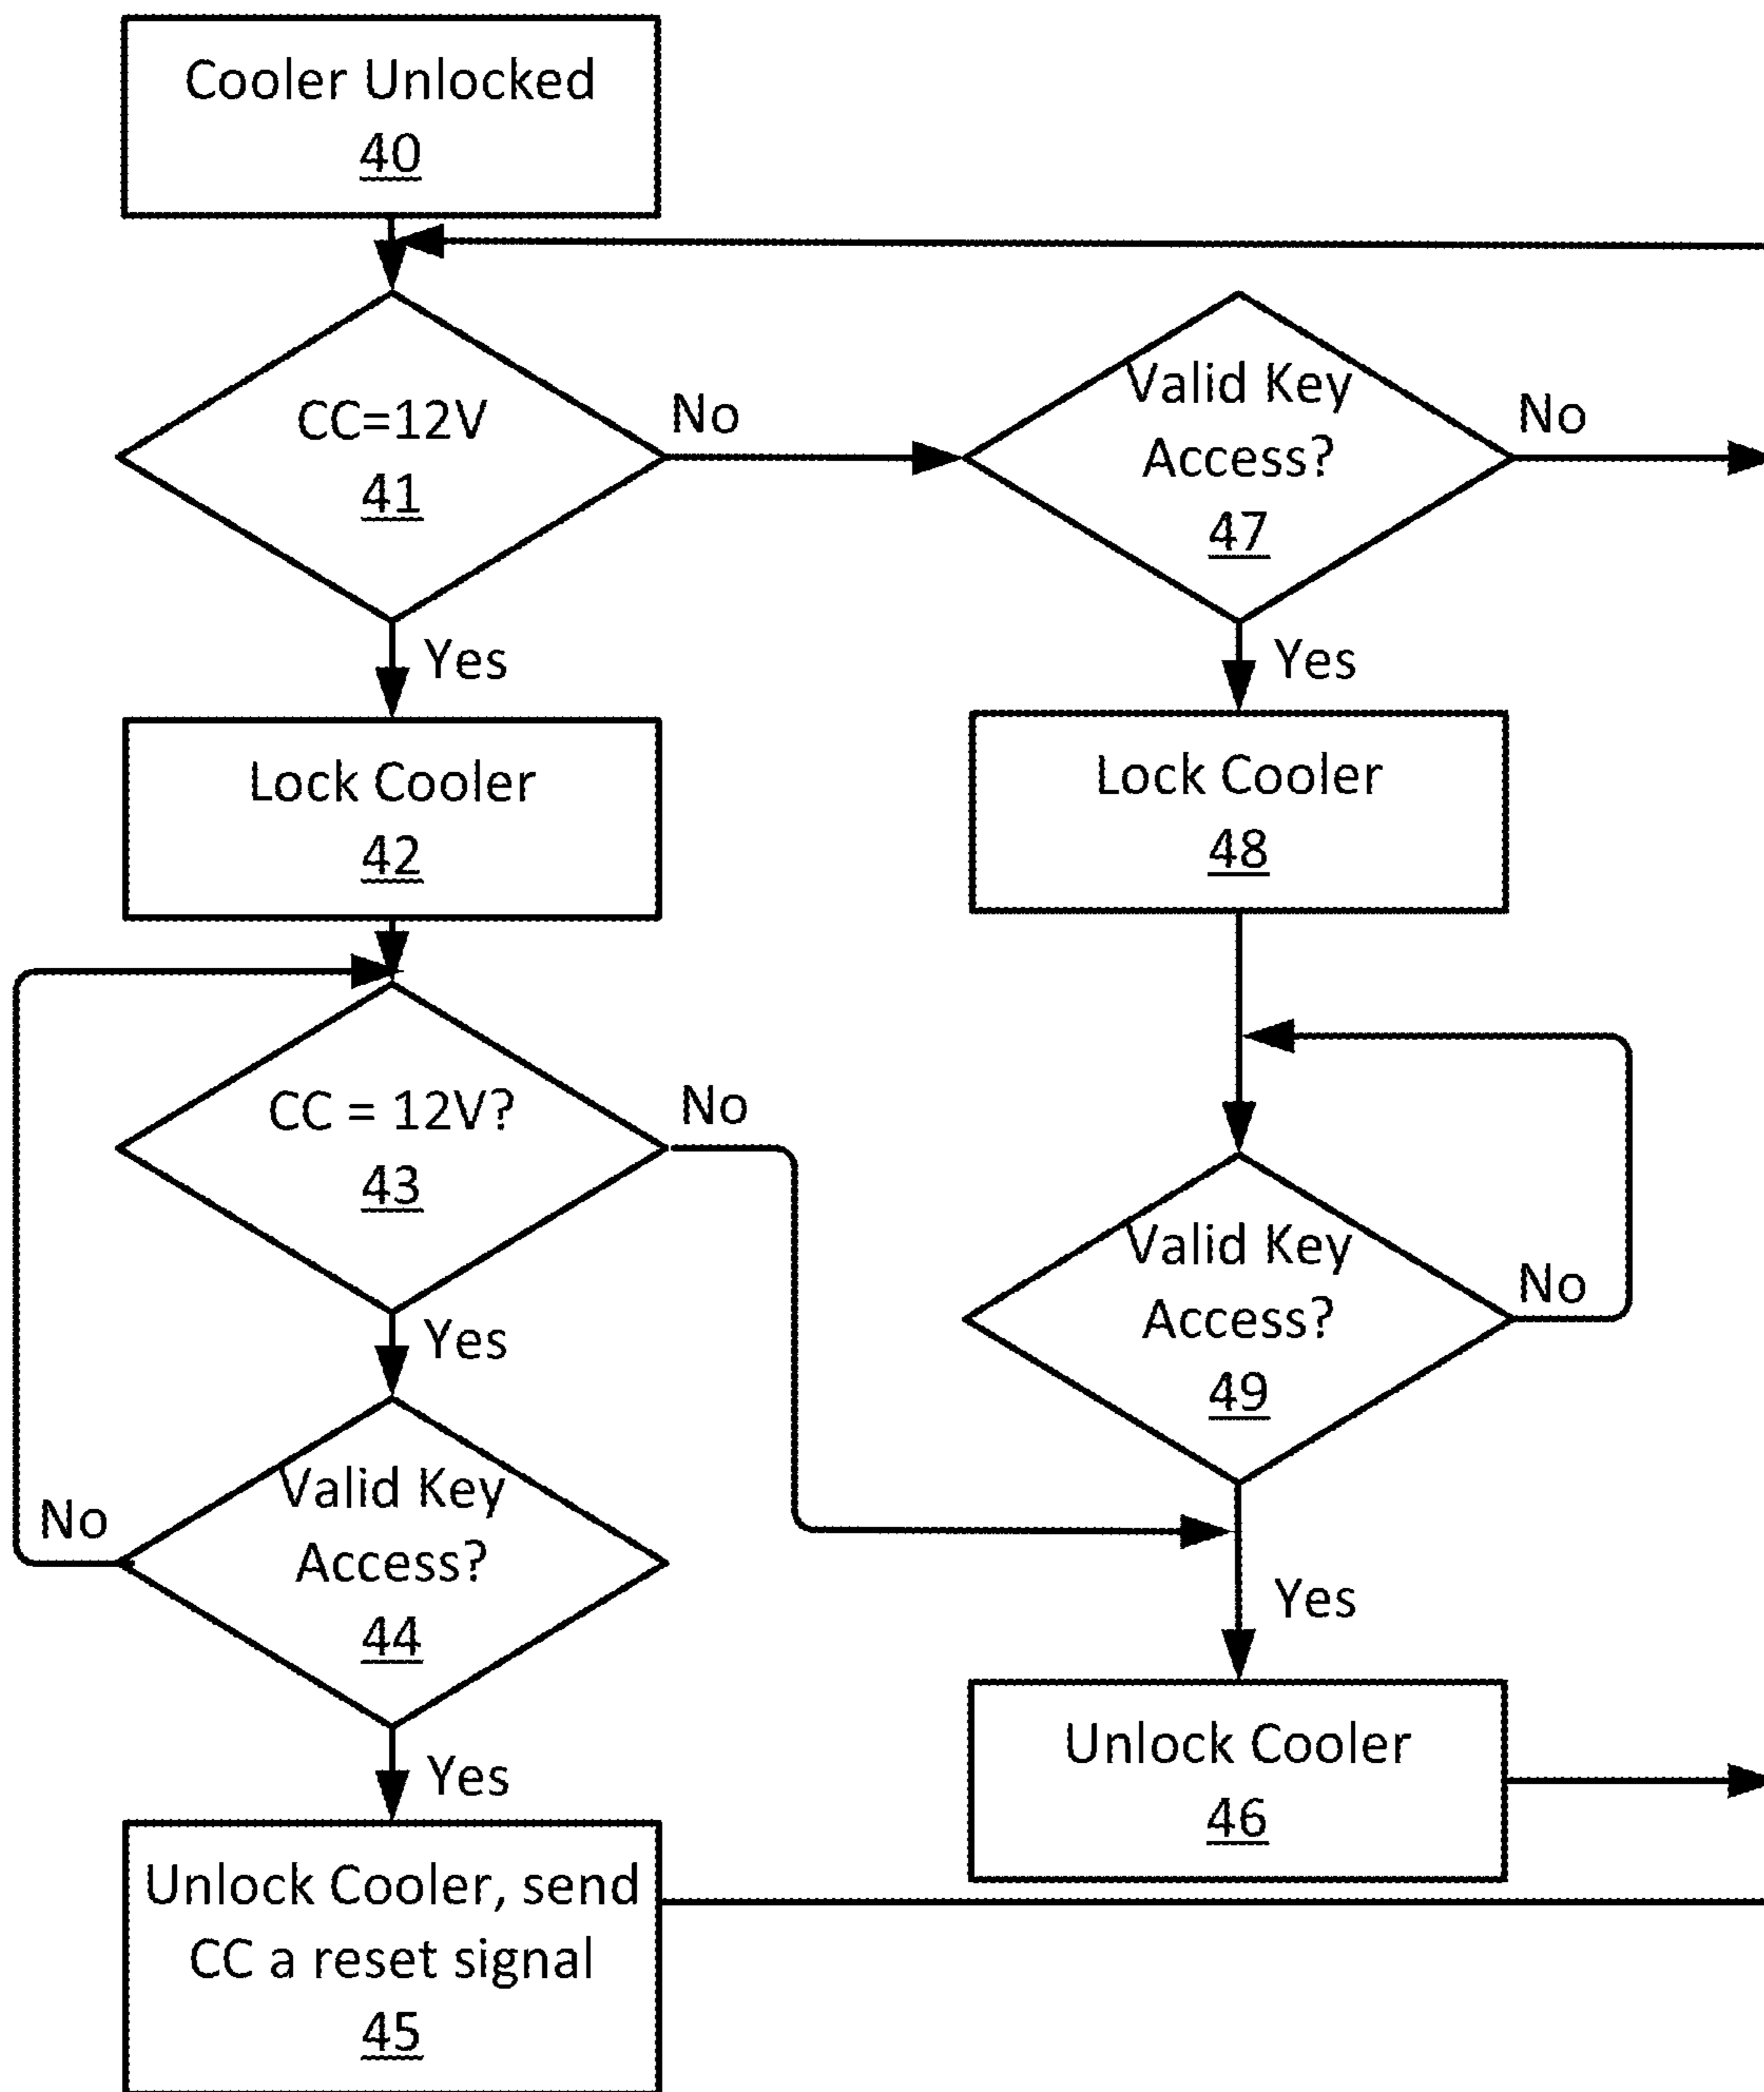 Cooler Unlocked
40
CC=12V
41
No
Valid Key
Access?
47
No
Yes
Yes
Lock Cooler
42
Lock Cooler
48
CC = 12V?
43
No
Valid Key
Access?
49
No
Yes
Valid Key
Access?
44
No
Yes
Yes
Unlock Cooler
46
Unlock Cooler, send
CC a reset signal
45